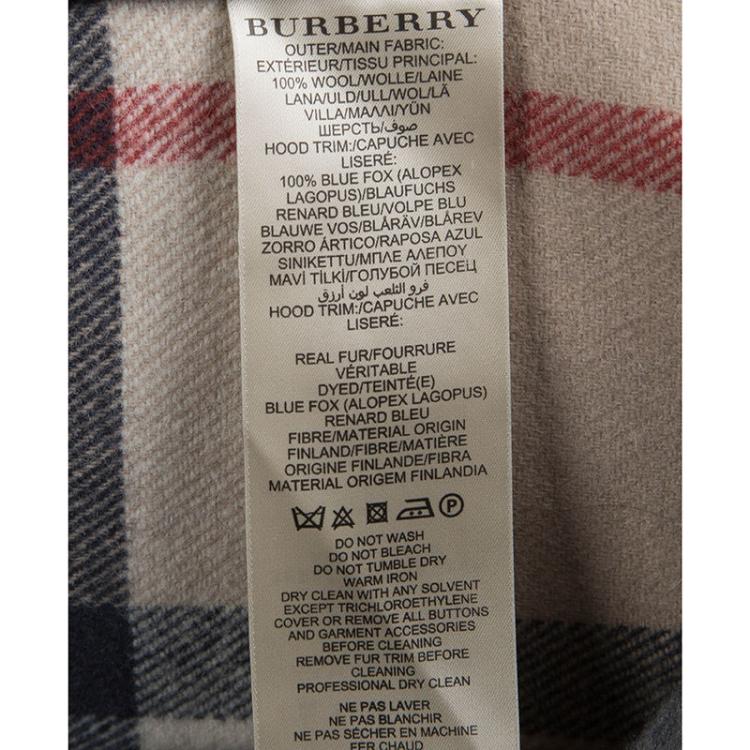 BURBERRY
OUTER/MAIN FABRIC:
EXTÉRIEUR/TISSU PRINCIPAL:
100% WOOL/WOLLE/LAINE
LANA/ULD/ULL/WOL/LÃ
VILLA/ΜΑΛΛΙ/YÜN
ШЕРСТЬ/صوف
HOOD TRIM:/CAPUCHE AVEC
LISERÉ:
100% BLUE FOX (ALOPEX
LAGOPUS)/BLAUFUCHS
RENARD BLEU/VOLPE BLU
BLAUWE VOS/BLÅRÄV/BLÅREV
ZORRO ÁRTICO/RAPOSA AZUL
SINIKETTU/ΜΠΛΕ ΑΛΕΠΟΥ
MAVİ TİLKİ/ГОЛУБОЙ ПЕСЕЦ
فرو الثلعب لون أزرق
HOOD TRIM:/CAPUCHE AVEC
LISERÉ:
REAL FUR/FOURRURE
VÉRITABLE
DYED/TEINTÉ(E)
BLUE FOX (ALOPEX LAGOPUS)
RENARD BLEU
FIBRE/MATERIAL ORIGIN
FINLAND/FIBRE/MATIÈRE
ORIGINE FINLANDE/FIBRA
MATERIAL ORIGEM FINLANDIA
P
DO NOT WASH
DO NOT BLEACH
DO NOT TUMBLE DRY
WARM IRON
DRY CLEAN WITH ANY SOLVENT
EXCEPT TRICHLOROETHYLENE
COVER OR REMOVE ALL BUTTONS
AND GARMENT ACCESSORIES
BEFORE CLEANING
REMOVE FUR TRIM BEFORE
CLEANING
PROFESSIONAL DRY CLEAN
NE PAS LAVER
NE PAS BLANCHIR
NE PAS SÉCHER EN MACHINE
FER CHAUD